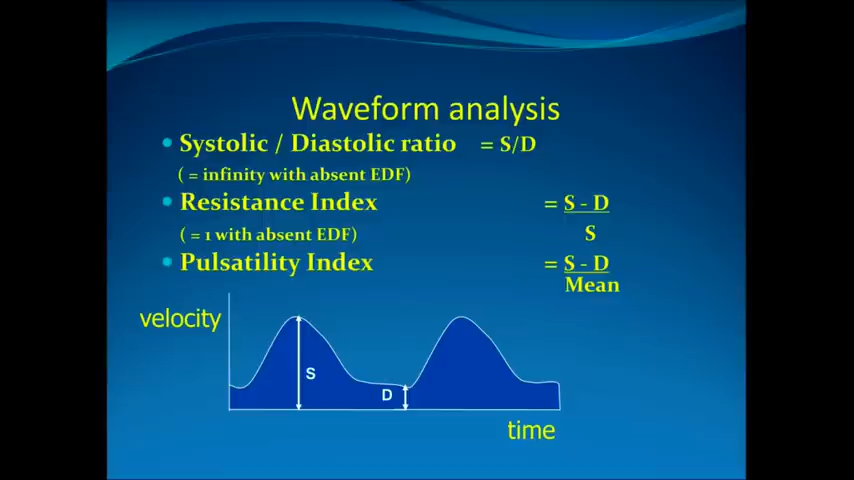 Waveform analysis
Systolic / Diastolic ratio = S/D
( = infinity with absent EDF)
Resistance Index = S - D
( = 1 with absent EDF) S
Pulsatility Index = S - D
Mean
velocity
S
D
time